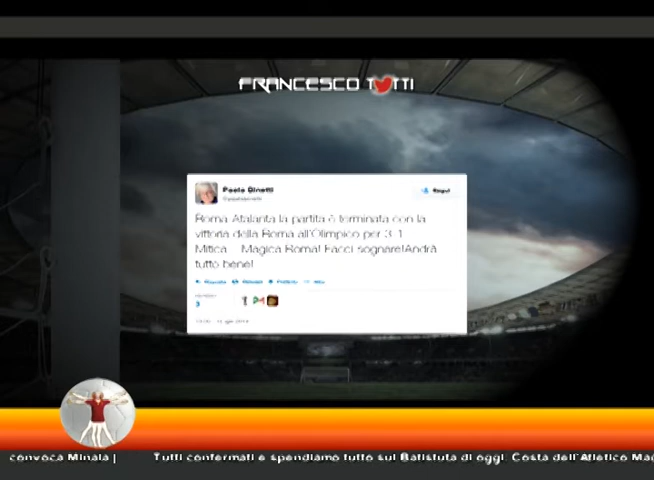 FRANCESCO TOTTI
Paola Binetti
Segui
Roma Atalanta la partita è terminata con la
vittoria della Roma all'Olimpico per 3 1
Mitica... Magica Roma! Facci sognare!Andrà
tutto bene!
3
convoca Minala | Tutti confermati e spendiamo tutto sul Batistuta di oggi: Costa dell'Atletico Mad